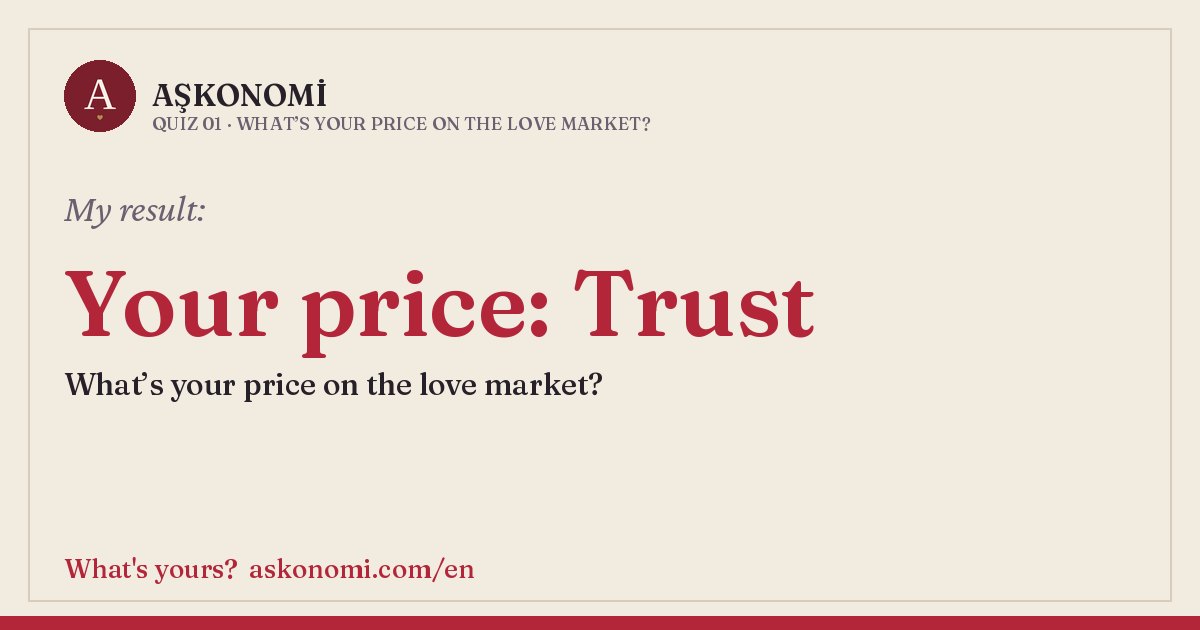 A
AŞKONOMİ
QUIZ 01 · WHAT’S YOUR PRICE ON THE LOVE MARKET?
My result:
Your price: Trust
What’s your price on the love market?
What's yours? askonomi.com/en